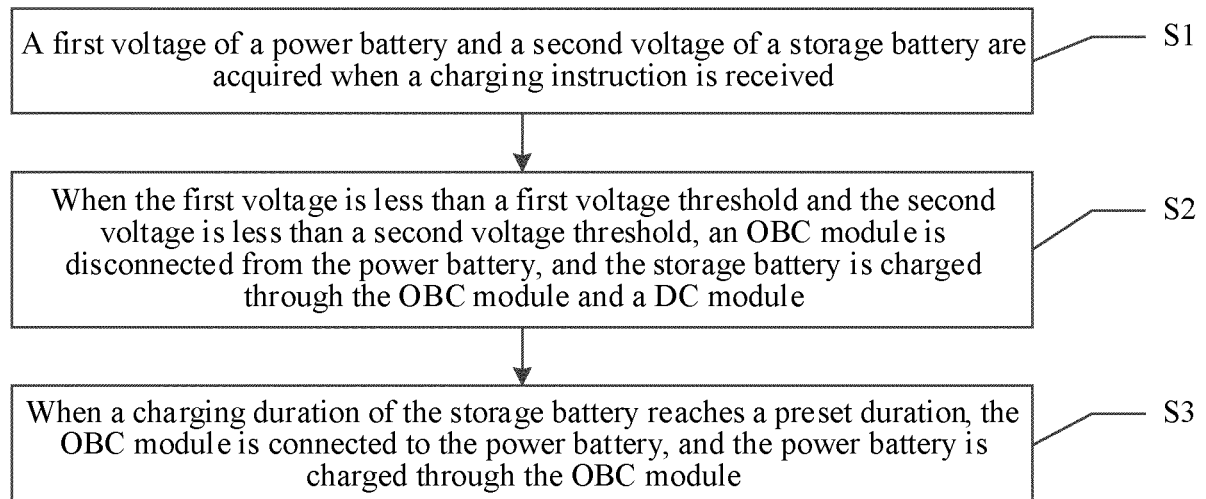 A first voltage of a power battery and a second voltage of a storage battery are
acquired when a charging instruction is received
S1
When the first voltage is less than a first voltage threshold and the second
voltage is less than a second voltage threshold, an OBC module is
disconnected from the power battery, and the storage battery is charged
through the OBC module and a DC module
S2
When a charging duration of the storage battery reaches a preset duration, the
OBC module is connected to the power battery, and the power battery is
charged through the OBC module
S3